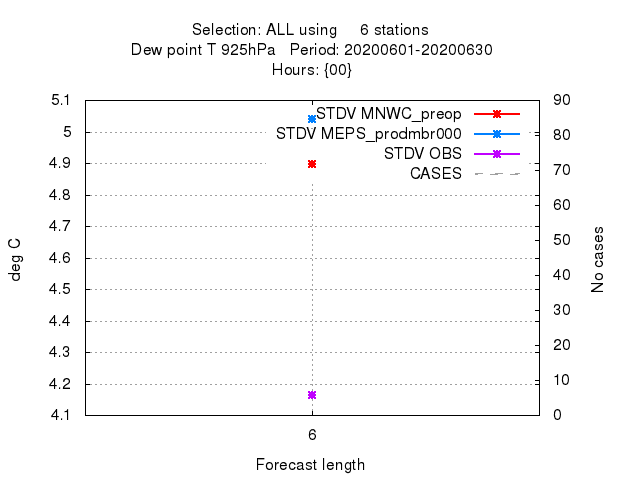 Selection: ALL using     6 stations
Dew point T 925hPa   Period: 20200601-20200630
Hours: {00}
5.1
5
4.9
4.8
4.7
4.6
4.5
4.4
4.3
4.2
4.1
deg C
STDV MNWC_preop
STDV MEPS_prodmbr000
STDV OBS
CASES
90
80
70
60
50
40
30
20
10
0
No cases
6
Forecast length